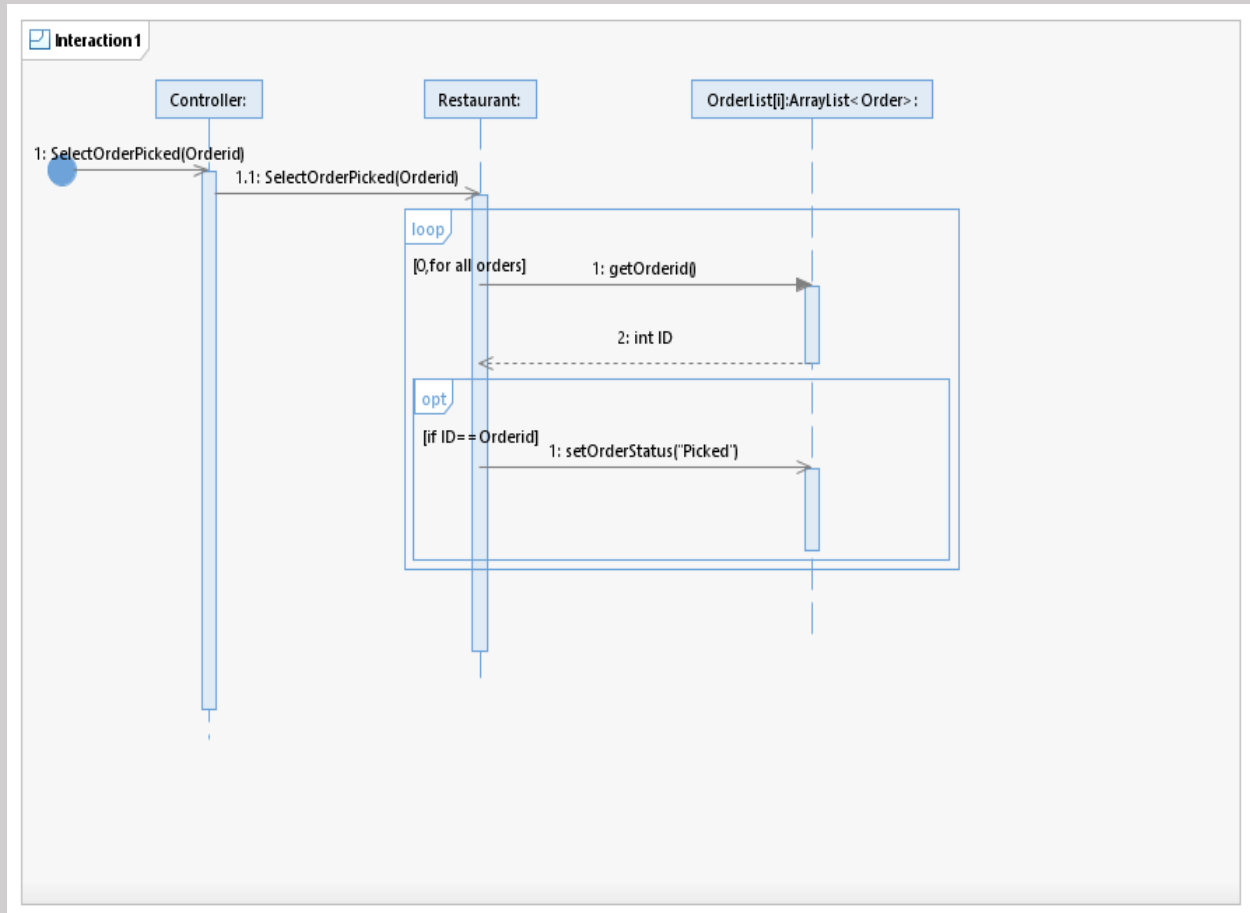 Interaction1
Controller:
Restaurant:
OrderList[i]:ArrayList<Order>:
1: SelectOrderPicked(Orderid)
1.1: SelectOrderPicked(Orderid)
loop
[0,for all orders]
1: getOrderid()
2: int ID
opt
[if ID==Orderid]
1: setOrderStatus("Picked")